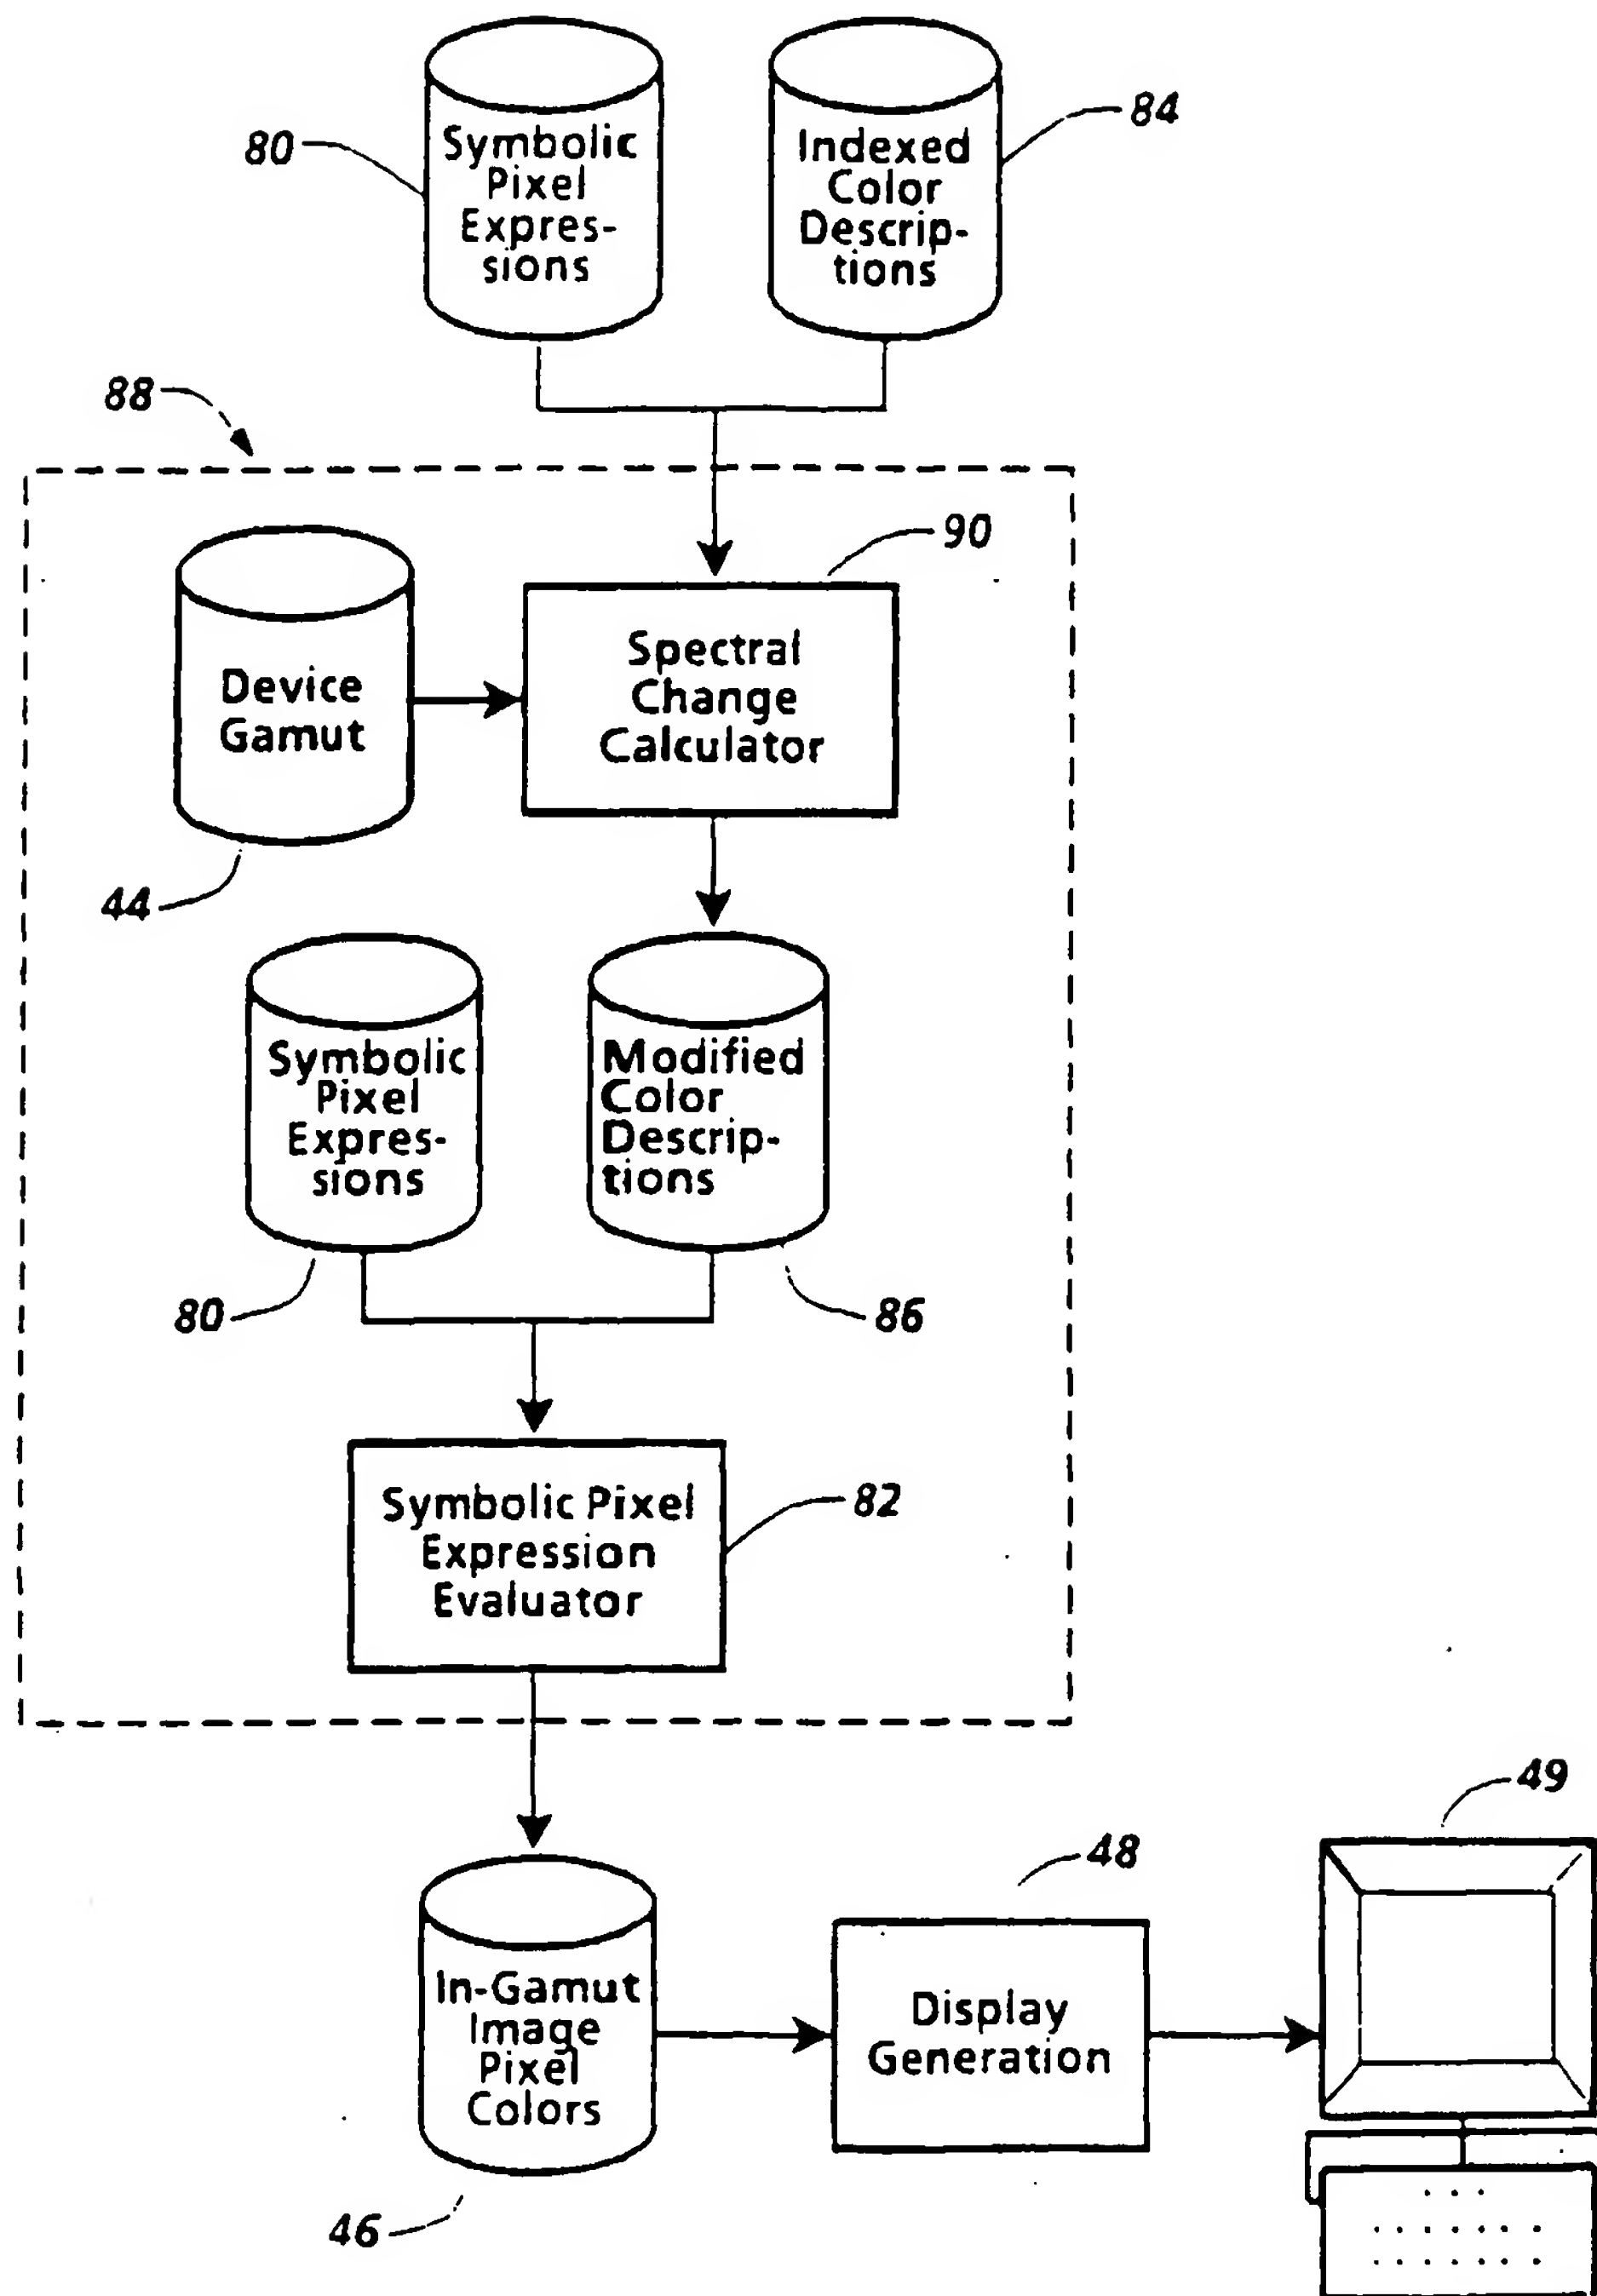 80
Symbolic
Pixel
Expres-
sions
Indexed
Color
Descrip-
tions
84
88
90
Device
Gamut
44
Spectral
Change
Calculator
Symbolic
Pixel
Expres-
sions
80
Modified
Color
Descrip-
tions
86
Symbolic Pixel
Expression
Evaluator
82
In-Gamut
Image
Pixel
Colors
46
Display
Generation
48
49